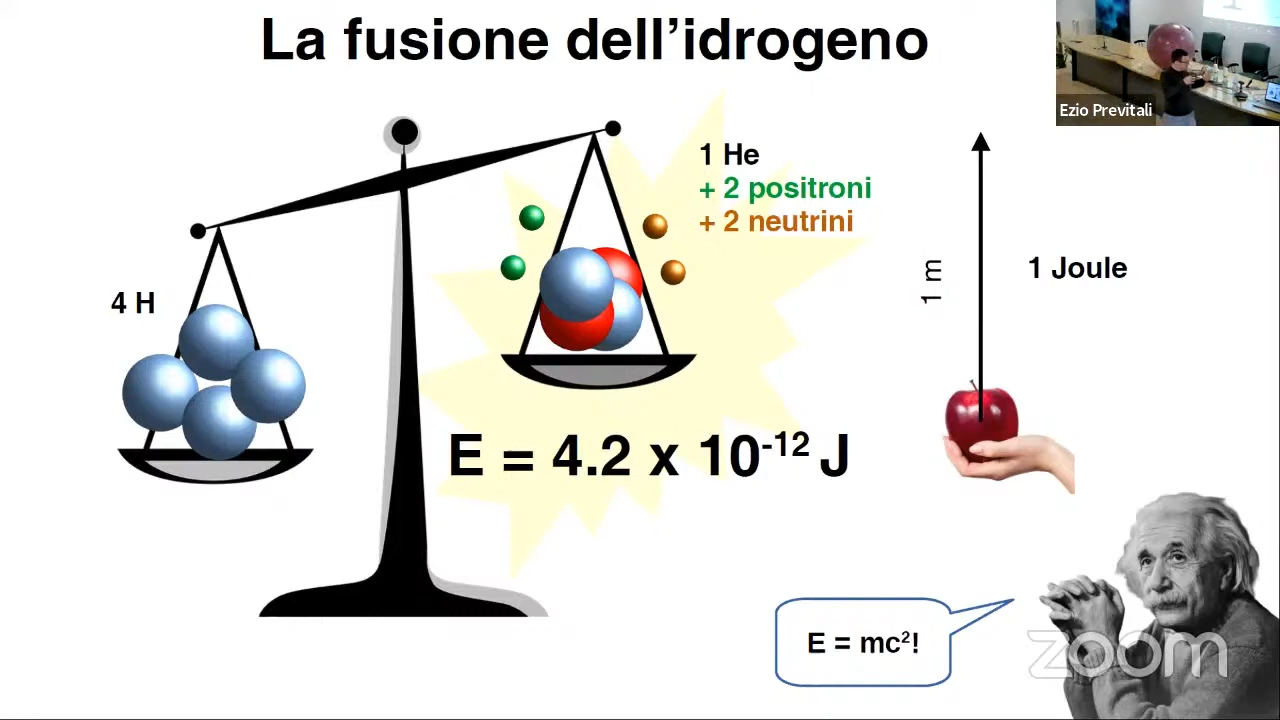 La fusione dell’idrogeno
Ezio Previtali
1 He
+ 2 positroni
+ 2 neutrini
1 m
1 Joule
4 H
E = 4.2 x 10⁻¹² J
E = mc²!
zoom